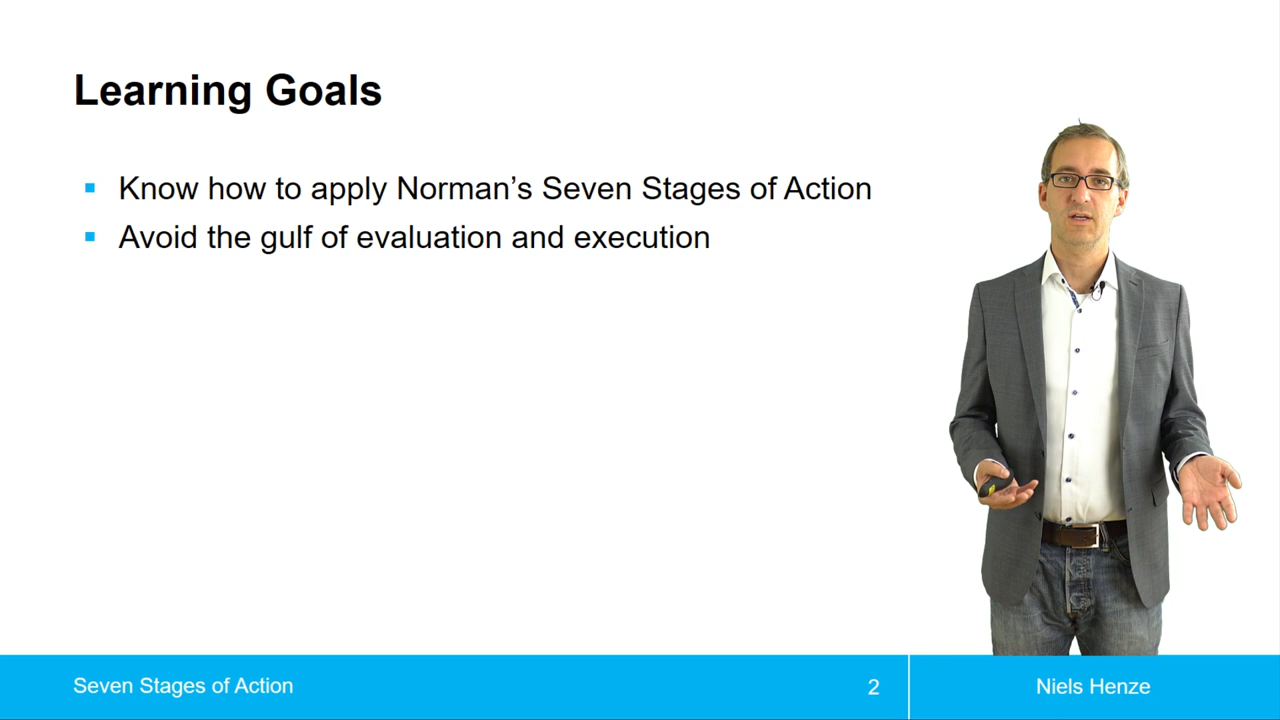 Learning Goals
Know how to apply Norman’s Seven Stages of Action
Avoid the gulf of evaluation and execution
Seven Stages of Action
2
Niels Henze